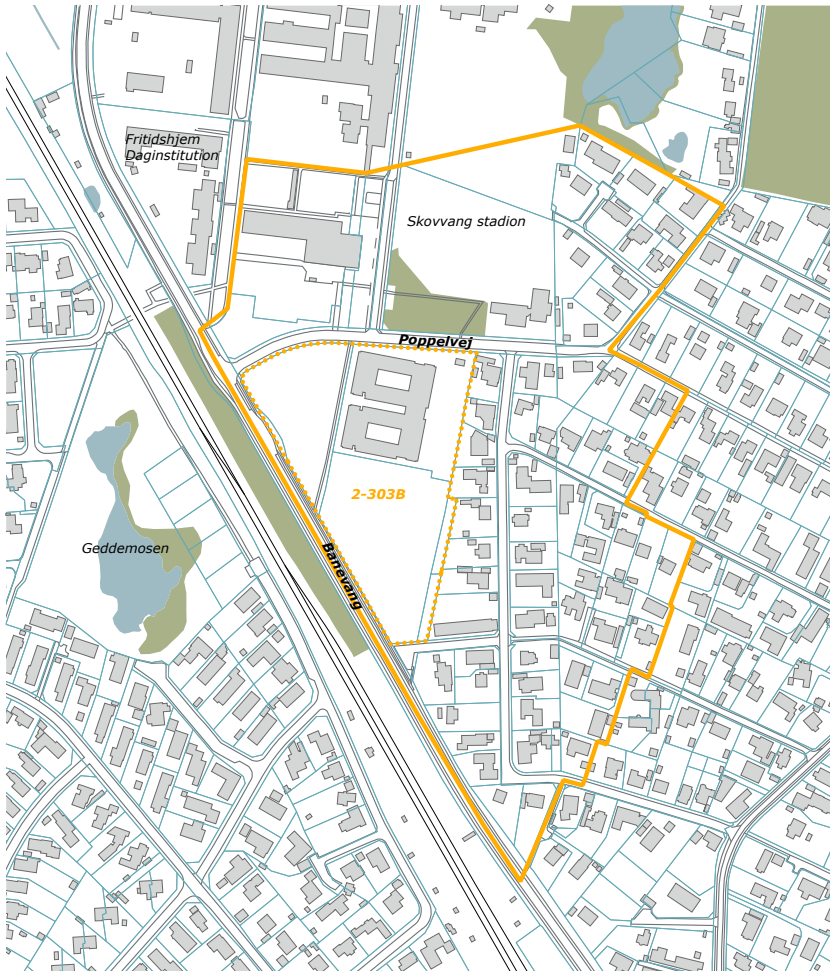 Fritidshjem
Daginstitution
Skovvang stadion
Poppelvej
2-303B
Geddemosen
Banevang